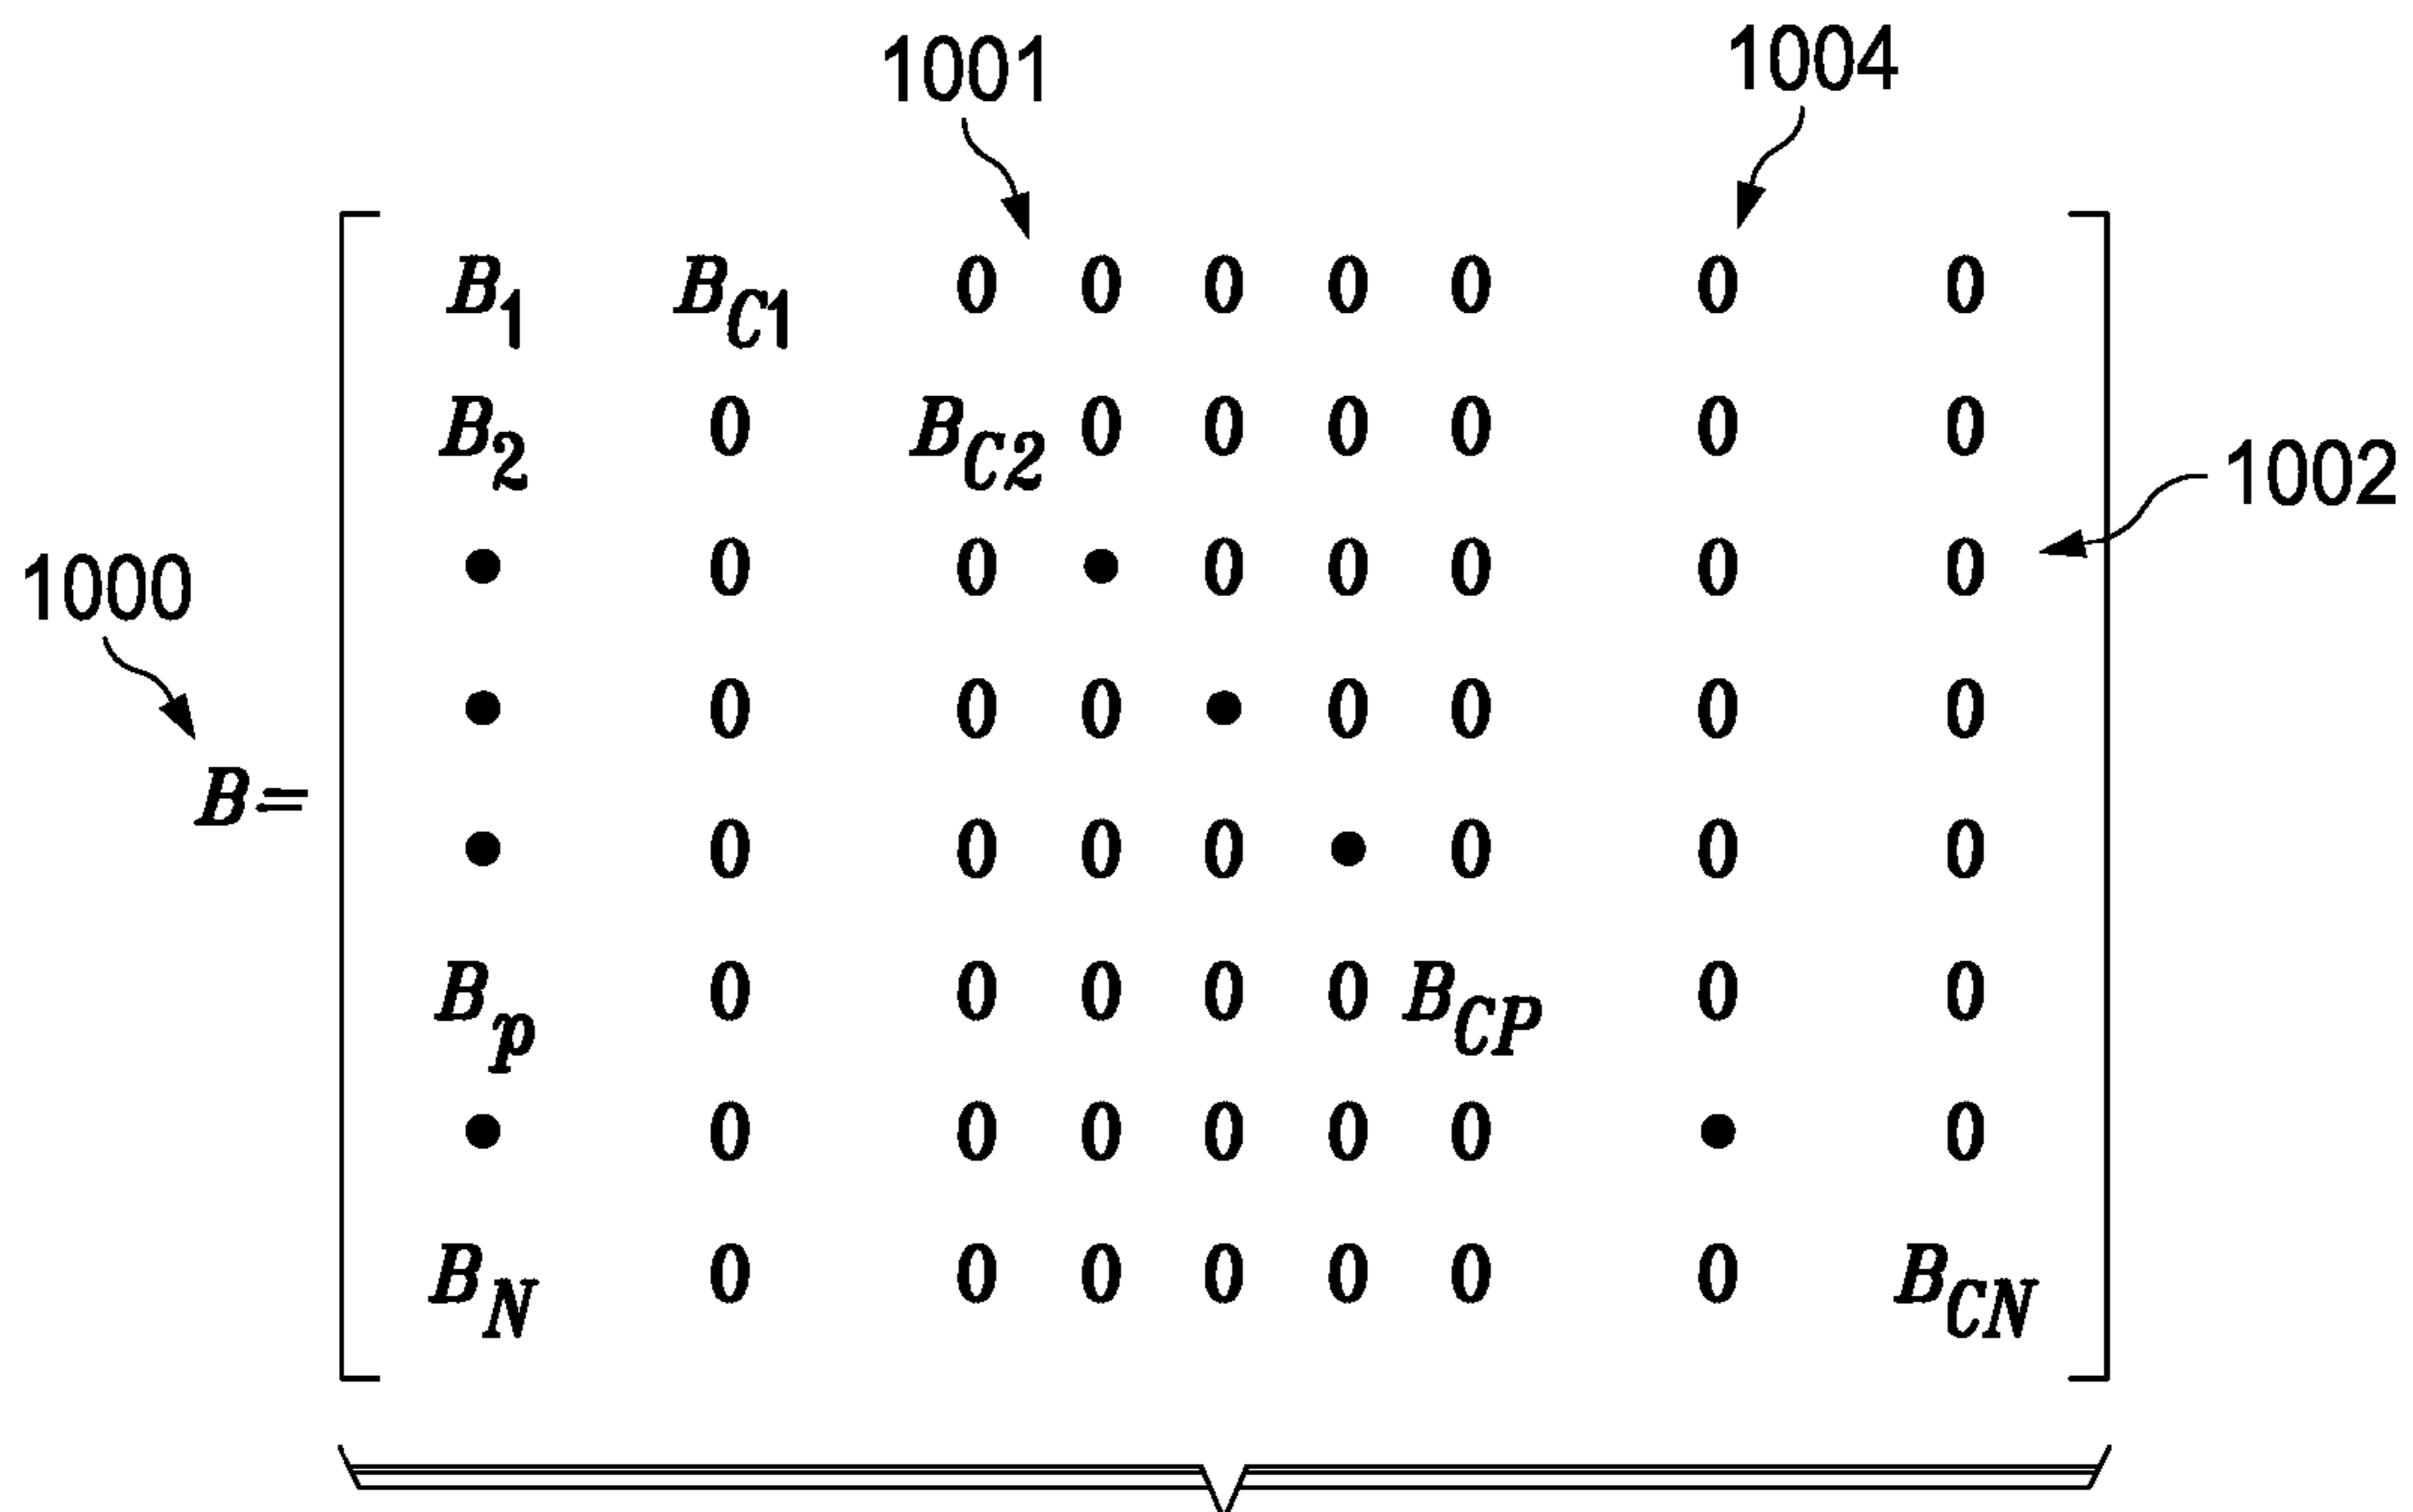 1001 1004
B1 BC1 0 0 0 0 0 0 0
B2 0 BC2 0 0 0 0 0 0
1002
• 0 0 • 0 0 0 0 0
1000
• 0 0 0 • 0 0 0 0
B=
• 0 0 0 0 • 0 0 0
Bp 0 0 0 0 0 BCP 0 0
• 0 0 0 0 0 0 • 0
BN 0 0 0 0 0 0 0 BCN